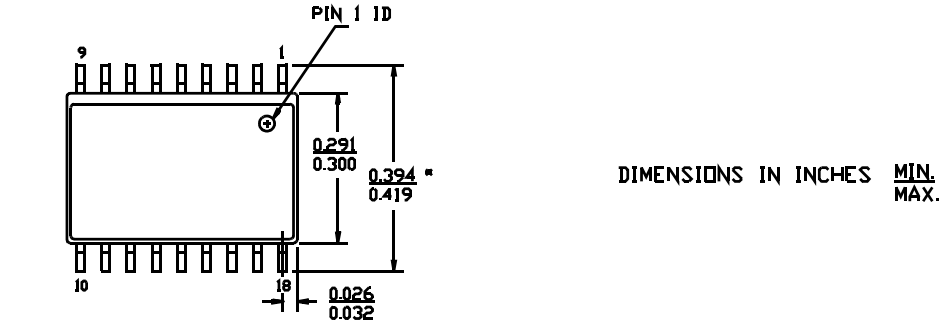 PIN 1 ID
9 1
0.291
0.300
0.394 *
0.419
DIMENSIONS IN INCHES MIN.
MAX.
10 18
0.026
0.032